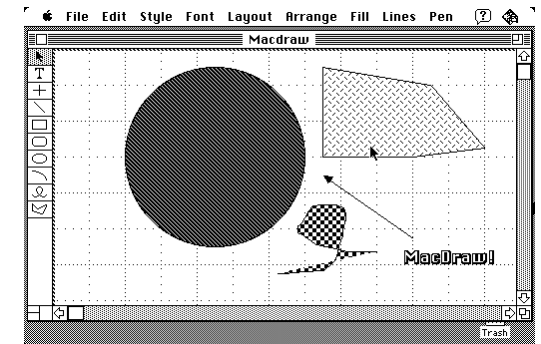 File Edit Style Font Layout Arrange Fill Lines Pen ?
Macdraw
T
MacDraw!
Trash